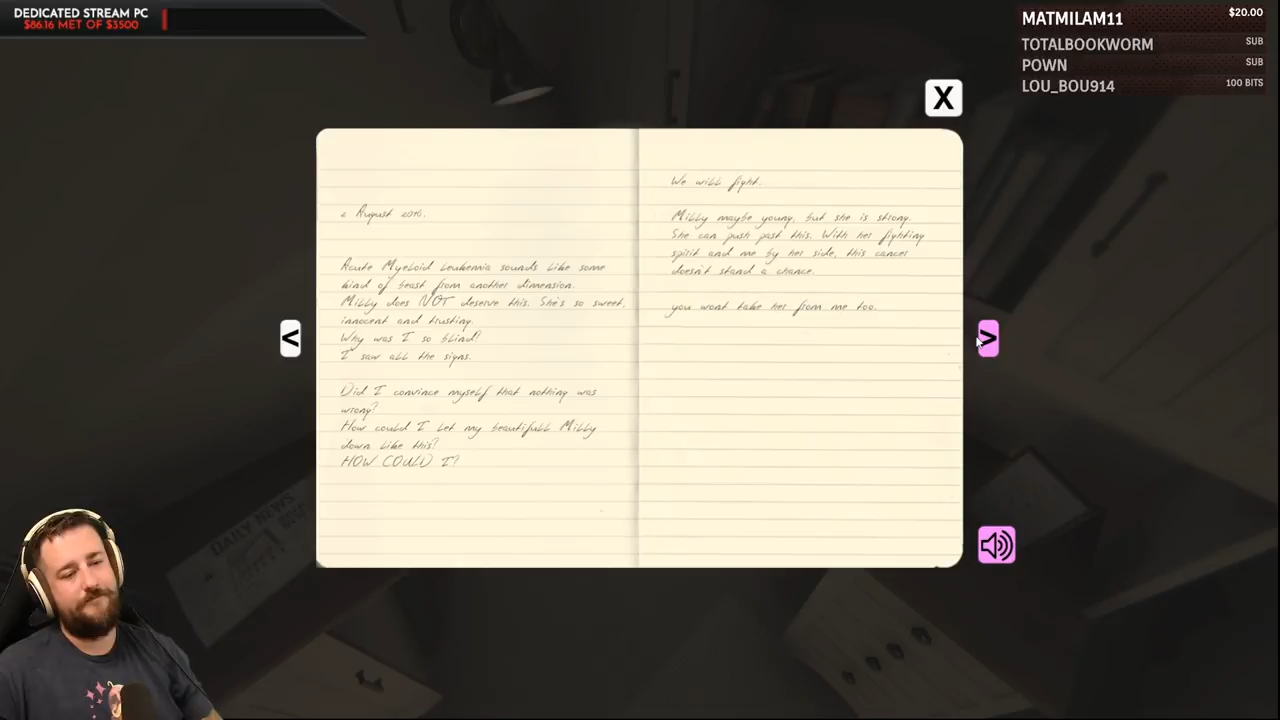 DEDICATED STREAM PC
$86.16 MET OF $3500
MATMILAM11 $20.00
TOTALBOOKWORM SUB
POWN SUB
LOU_BOU914 100 BITS
X
2 August 2010.
Acute Myeloid Leukemnia sounds like some
kind of beast from another dimension.
Milly does NOT deserve this. She's so sweet,
innocent and trusting.
Why was I so blind?
I saw all the signs.
Did I convince myself that nothing was
wrong?
How could I let my beautifull Milly
down like this?
HOW COULD I?
We will fight.
Milly maybe young, but she is strong.
She can push past this. With her fighting
spirit and me by her side, this cancer
doesn't stand a chance.
you wont take her from me too.
<
>
DAILY NEWS